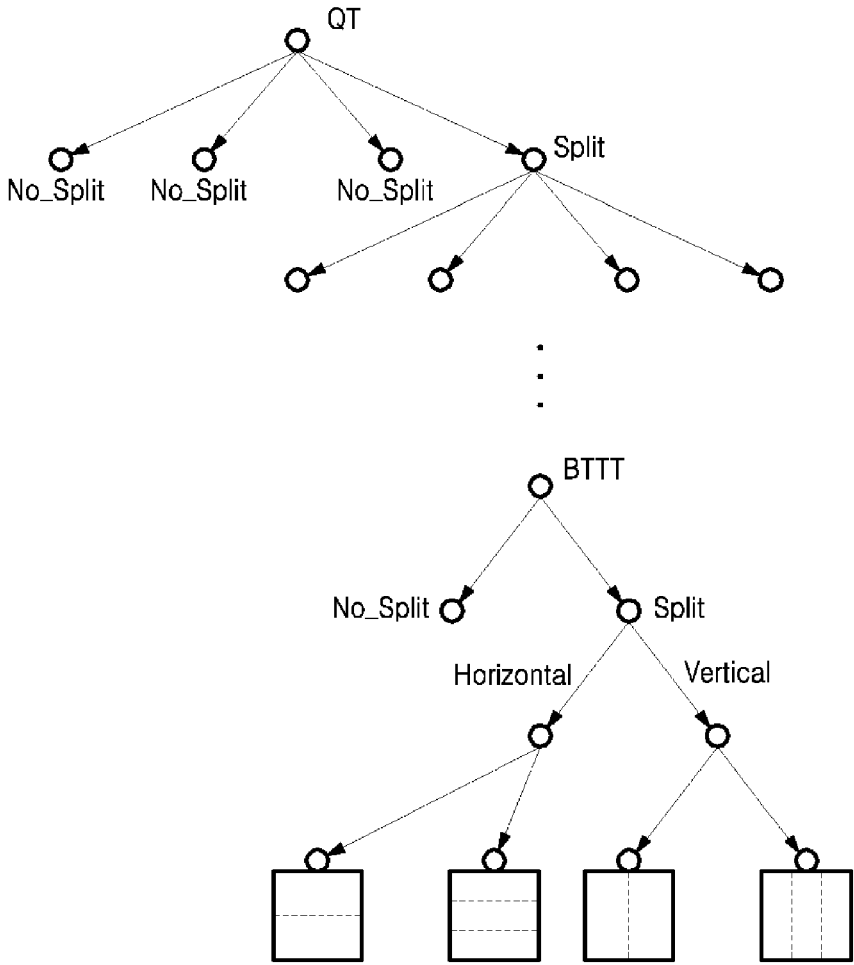 QT
Split
No_Split
No_Split
No_Split
BTTT
No_Split
Split
Horizontal
Vertical